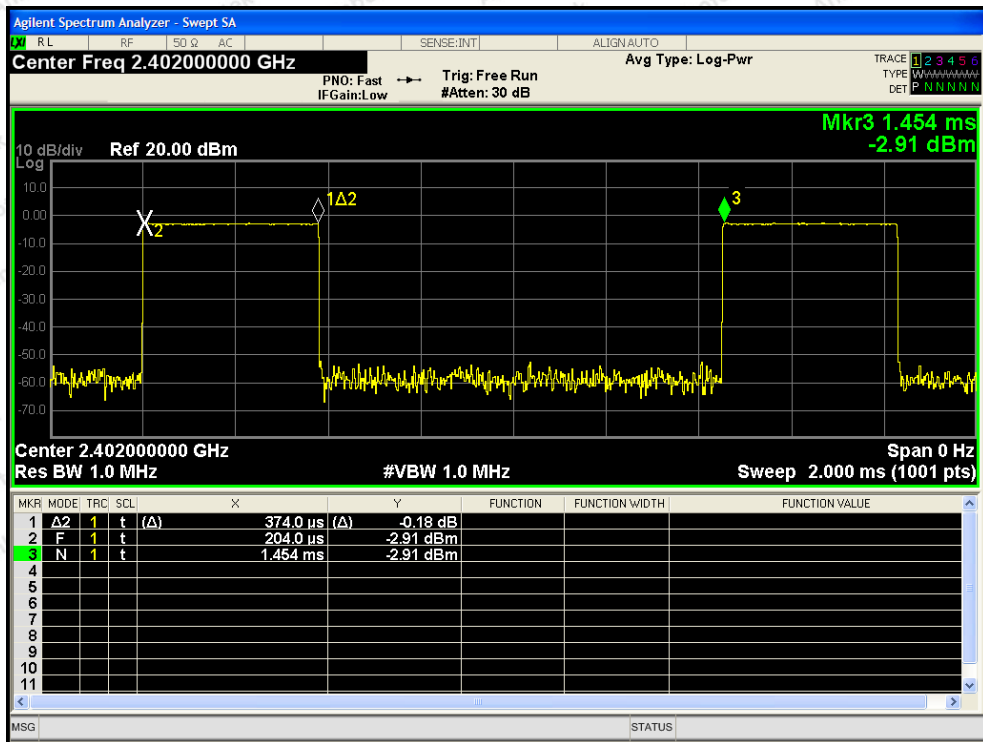 Agilent Spectrum Analyzer - Swept SA
LXI RL RF 50 Ω AC SENSE:INT ALIGNAUTO
Center Freq 2.402000000 GHz
PNO: Fast
IFGain:Low
Trig: Free Run
#Atten: 30 dB
Avg Type: Log-Pwr
TRACE 1 2 3 4 5 6
TYPE WWWWWW
DET P N N N N N
Mkr3 1.454 ms
-2.91 dBm
10 dB/div Ref 20.00 dBm
Log
10.0
0.00
-10.0
-20.0
-30.0
-40.0
-50.0
-60.0
-70.0
X2
1Δ2
3
Center 2.402000000 GHz Span 0 Hz
Res BW 1.0 MHz #VBW 1.0 MHz Sweep 2.000 ms (1001 pts)
MKR MODE TRC SCL X Y FUNCTION FUNCTION WIDTH FUNCTION VALUE
1 Δ2 1 t (Δ) 374.0 µs (Δ) -0.18 dB
2 F 1 t 204.0 µs -2.91 dBm
3 N 1 t 1.454 ms -2.91 dBm
4
5
6
7
8
9
10
11
MSG STATUS